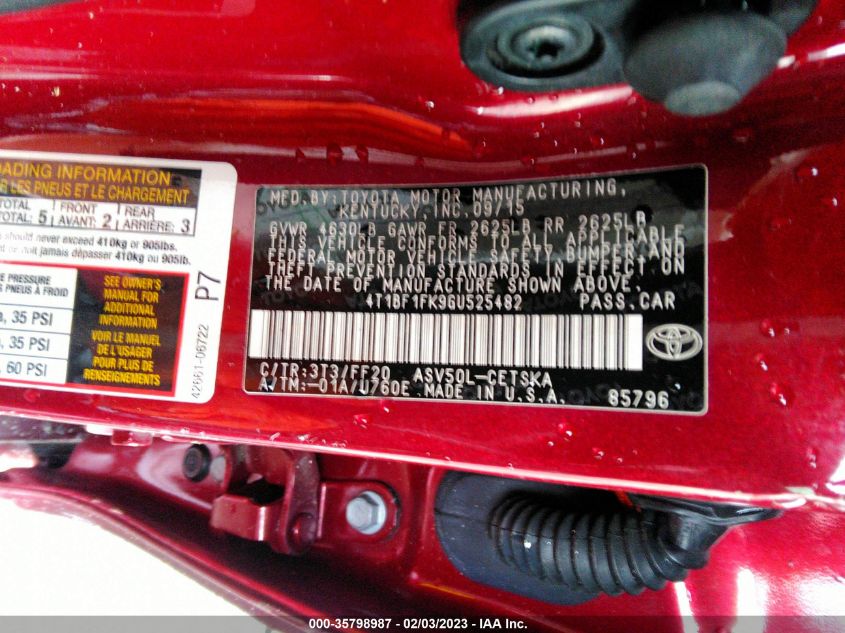 OADING INFORMATION
R LES PNEUS ET LE CHARGEMENT
TOTAL: 5 FRONT AVANT: 2 REAR ARRIÈRE: 3
should never exceed 410kg or 905lbs.
doit jamais dépasser 410 kg ou 905lb.
E PRESSURE
S PNEUS À FROID
, 35 PSI
, 35 PSI
, 60 PSI
SEE OWNER'S
MANUAL FOR
ADDITIONAL
INFORMATION
VOIR LE MANUEL
DE L'USAGER
POUR PLUS DE
RENSEIGNEMENTS
P7
42661-06722
MFD.BY:TOYOTA MOTOR MANUFACTURING,
KENTUCKY,INC.09/15
GVWR 4630LB GAWR FR 2625LB RR 2625LB
THIS VEHICLE CONFORMS TO ALL APPLICABLE
FEDERAL MOTOR VEHICLE SAFETY,BUMPER,AND
THEFT PREVENTION STANDARDS IN EFFECT ON
THE DATE OF MANUFACTURE SHOWN ABOVE.
4T1BF1FK9GU525482 PASS.CAR
C/TR:3T3/FF20 ASV50L-CETSKA
A/TM:-01A/U760E MADE IN U.S.A. 85796
000-35798987 - 02/03/2023 - IAA Inc.